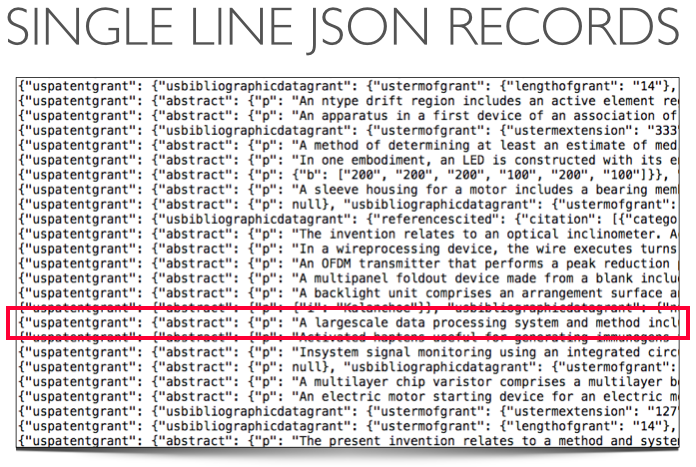 SINGLE LINE JSON RECORDS
{"uspatentgrant": {"usbibliographicdatagrant": {"ustermofgrant": {"lengthofgrant": "14"},
{"uspatentgrant": {"abstract": {"p": "An ntype drift region includes an active element re
{"uspatentgrant": {"abstract": {"p": "An apparatus in a first device of an association of
{"uspatentgrant": {"usbibliographicdatagrant": {"ustermofgrant": {"ustermextension": "333"
{"uspatentgrant": {"abstract": {"p": "A method of determining at least an estimate of med
{"uspatentgrant": {"abstract": {"p": "In one embodiment, an LED is constructed with its e
{"uspatentgrant": {"abstract": {"p": {"b": ["200", "200", "200", "100", "200", "100"]}}, "
{"uspatentgrant": {"abstract": {"p": "A sleeve housing for a motor includes a bearing mem
{"uspatentgrant": {"abstract": {"p": null}, "usbibliographicdatagrant": {"ustermofgrant":
{"uspatentgrant": {"usbibliographicdatagrant": {"referencescited": {"citation": [{"catego
{"uspatentgrant": {"abstract": {"p": "The invention relates to an optical inclinometer. A
{"uspatentgrant": {"abstract": {"p": "In a wireprocessing device, the wire executes turns
{"uspatentgrant": {"abstract": {"p": "An OFDM transmitter that performs a peak reduction
{"uspatentgrant": {"abstract": {"p": "A multipanel foldout device made from a blank inclu
{"uspatentgrant": {"abstract": {"p": "A backlight unit comprises an arrangement surface a
{"uspatentgrant": {"abstract": {"p": {"i": "Kalanchoe"}}, "usbibliographicdatagrant": {"u
{"uspatentgrant": {"abstract": {"p": "A largescale data processing system and method incl
{"uspatentgrant": {"abstract": {"p": "Activated haptens useful for generating immunogens
{"uspatentgrant": {"abstract": {"p": "Insystem signal monitoring using an integrated circ
{"uspatentgrant": {"abstract": {"p": null}, "usbibliographicdatagrant": {"ustermofgrant":
{"uspatentgrant": {"abstract": {"p": "A multilayer chip varistor comprises a multilayer b
{"uspatentgrant": {"abstract": {"p": "An electric motor starting device for an electric m
{"uspatentgrant": {"usbibliographicdatagrant": {"ustermofgrant": {"ustermextension": "127"
{"uspatentgrant": {"usbibliographicdatagrant": {"ustermofgrant": {"lengthofgrant": "14"},
{"uspatentgrant": {"abstract": {"p": "The present invention relates to a method and syste